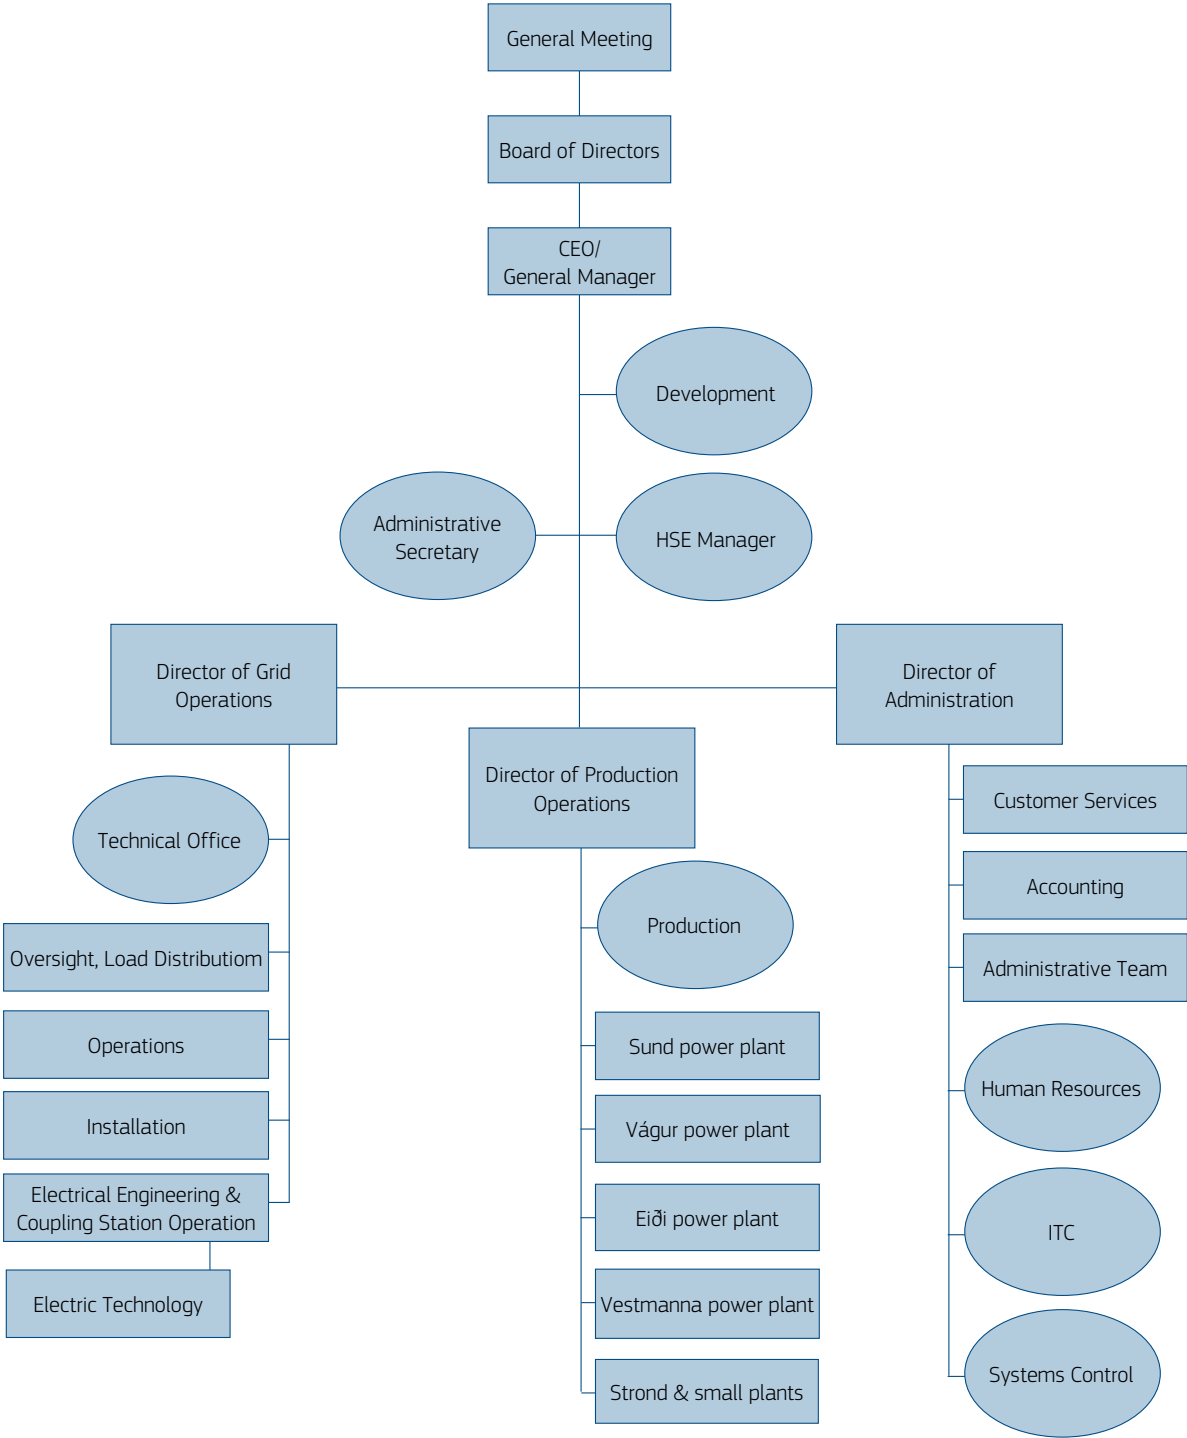 General Meeting
Board of Directors
CEO/
General Manager
Development
Administrative
Secretary
HSE Manager
Director of Grid
Operations
Director of Production
Operations
Director of
Administration
Technical Office
Oversight, Load Distributiom
Operations
Installation
Electrical Engineering &
Coupling Station Operation
Electric Technology
Production
Sund power plant
Vágur power plant
Eiði power plant
Vestmanna power plant
Strond & small plants
Customer Services
Accounting
Administrative Team
Human Resources
ITC
Systems Control